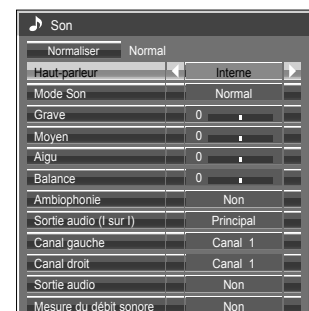 Son
Normaliser Normal
Haut-parleur Interne
Mode Son Normal
Grave 0
Moyen 0
Aigu 0
Balance 0
Ambiophonie Non
Sortie audio (I sur I) Principal
Canal gauche Canal 1
Canal droit Canal 1
Sortie audio Non
Mesure du débit sonore Non